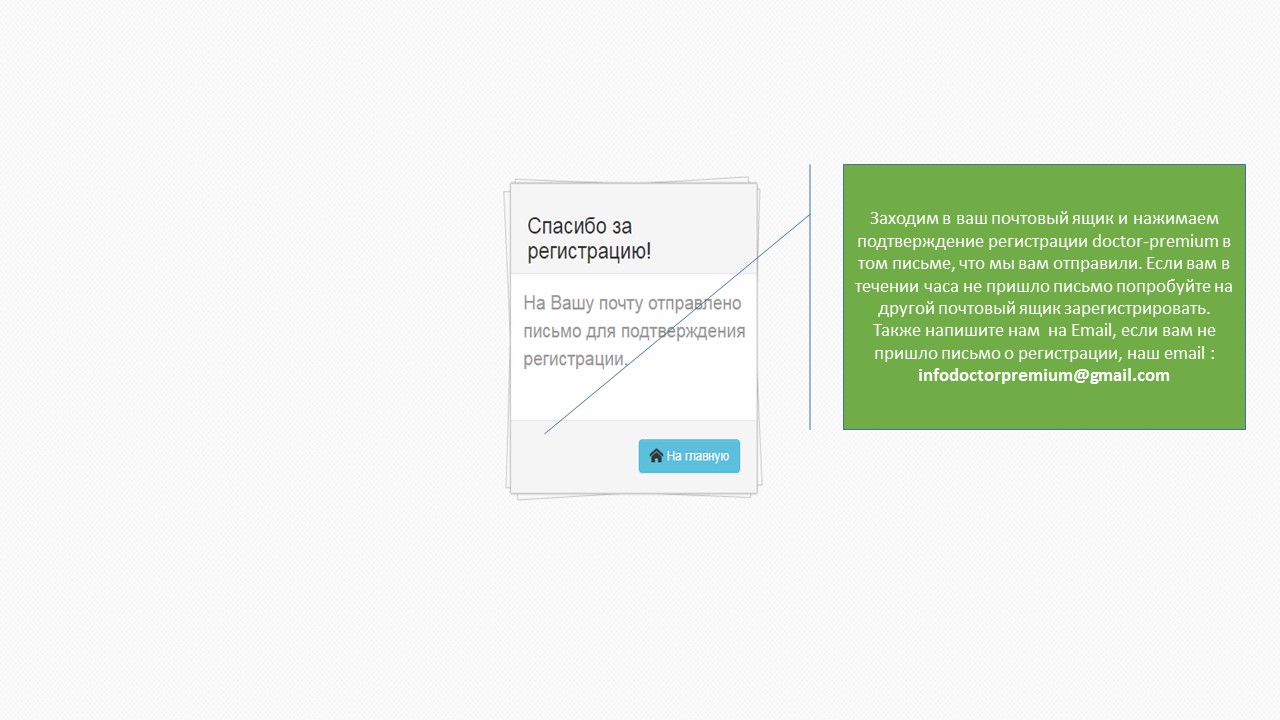 Спасибо за
регистрацию!
На Вашу почту отправлено
письмо для подтверждения
регистрации.
На главную
Заходим в ваш почтовый ящик и нажимаем
подтверждение регистрации doctor-premium в
том письме, что мы вам отправили. Если вам в
течении часа не пришло письмо попробуйте на
другой почтовый ящик зарегистрировать.
Также напишите нам  на Email, если вам не
пришло письмо о регистрации, наш email :
infodoctorpremium@gmail.com